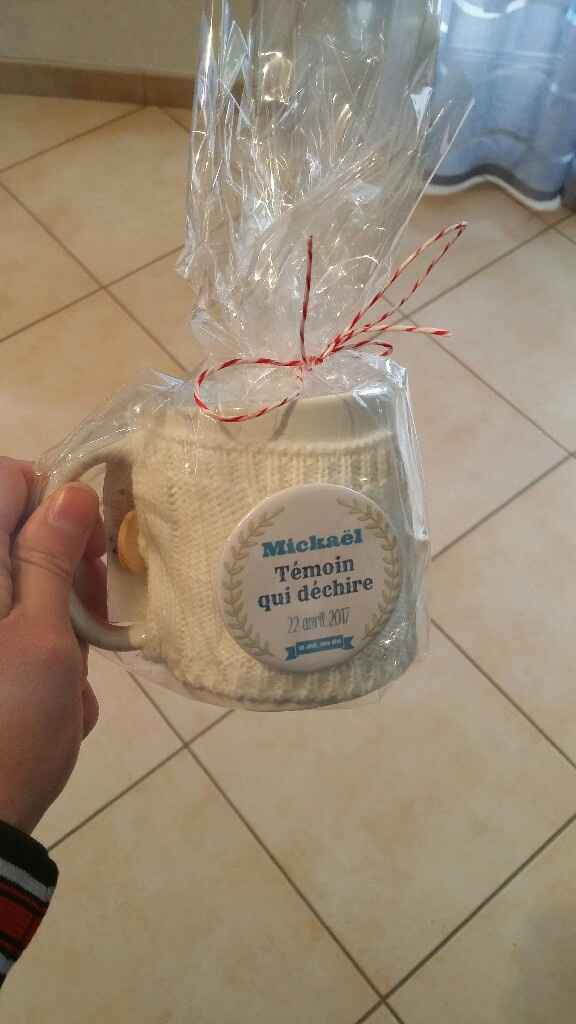 Mickaël
Témoin
qui déchire
22 avril 2017